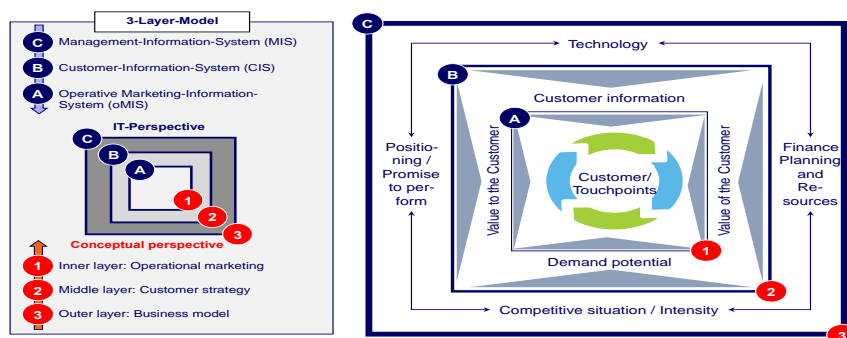 3-Layer-Model
C Management-Information-System (MIS)
B Customer-Information-System (CIS)
A Operative Marketing-Information-
System (oMIS)
IT-Perspective
C
B
A
1
2
3
Conceptual perspective
1 Inner layer: Operational marketing
2 Middle layer: Customer strategy
3 Outer layer: Business model
C
Technology
B
Customer information
A
Positio-
ning /
Promise
to per-
form
Value to the Customer
Customer/
Touchpoints
Value of the Customer
Finance
Planning
and
Re-
sources
1
Demand potential
2
Competitive situation / Intensity
3